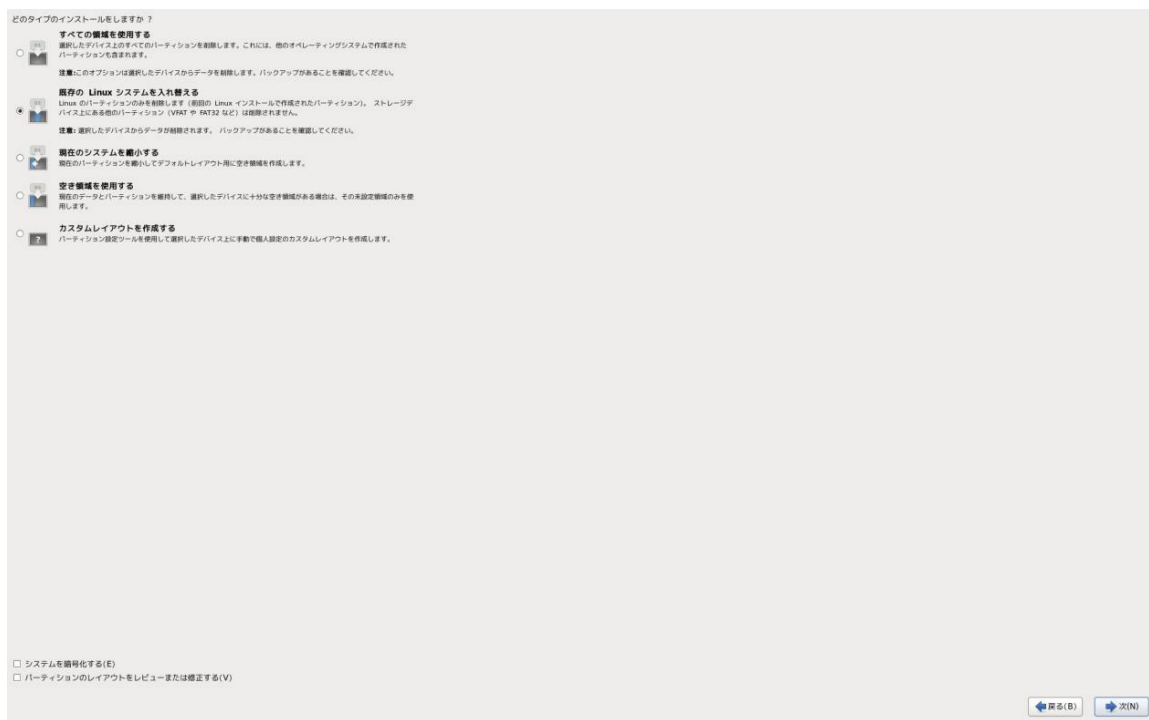 どのタイプのインストールをしますか ?
すべての領域を使用する
選択したデバイス上のすべてのパーティションを削除します。これには、他のオペレーティングシステムで作成された
パーティションも含まれます。
注意:このオプションは選択したデバイスからデータを削除します。バックアップがあることを確認してください。
既存の Linux システムを入れ替える
Linux のパーティションのみを削除します (前回の Linux インストールで作成されたパーティション)。 ストレージデ
バイス上にある他のパーティション (VFAT や FAT32 など) は削除されません。
注意: 選択したデバイスからデータが削除されます。 バックアップがあることを確認してください。
現在のシステムを縮小する
現在のパーティションを縮小してデフォルトレイアウト用に空き領域を作成します。
空き領域を使用する
現在のデータとパーティションを維持して、選択したデバイスに十分な空き領域がある場合は、その未設定領域のみを使
用します。
カスタムレイアウトを作成する
?
パーティション設定ツールを使用して選択したデバイス上に手動で個人設定のカスタムレイアウトを作成します。
システムを暗号化する(E)
パーティションのレイアウトをレビューまたは修正する(V)
戻る(B)
次(N)